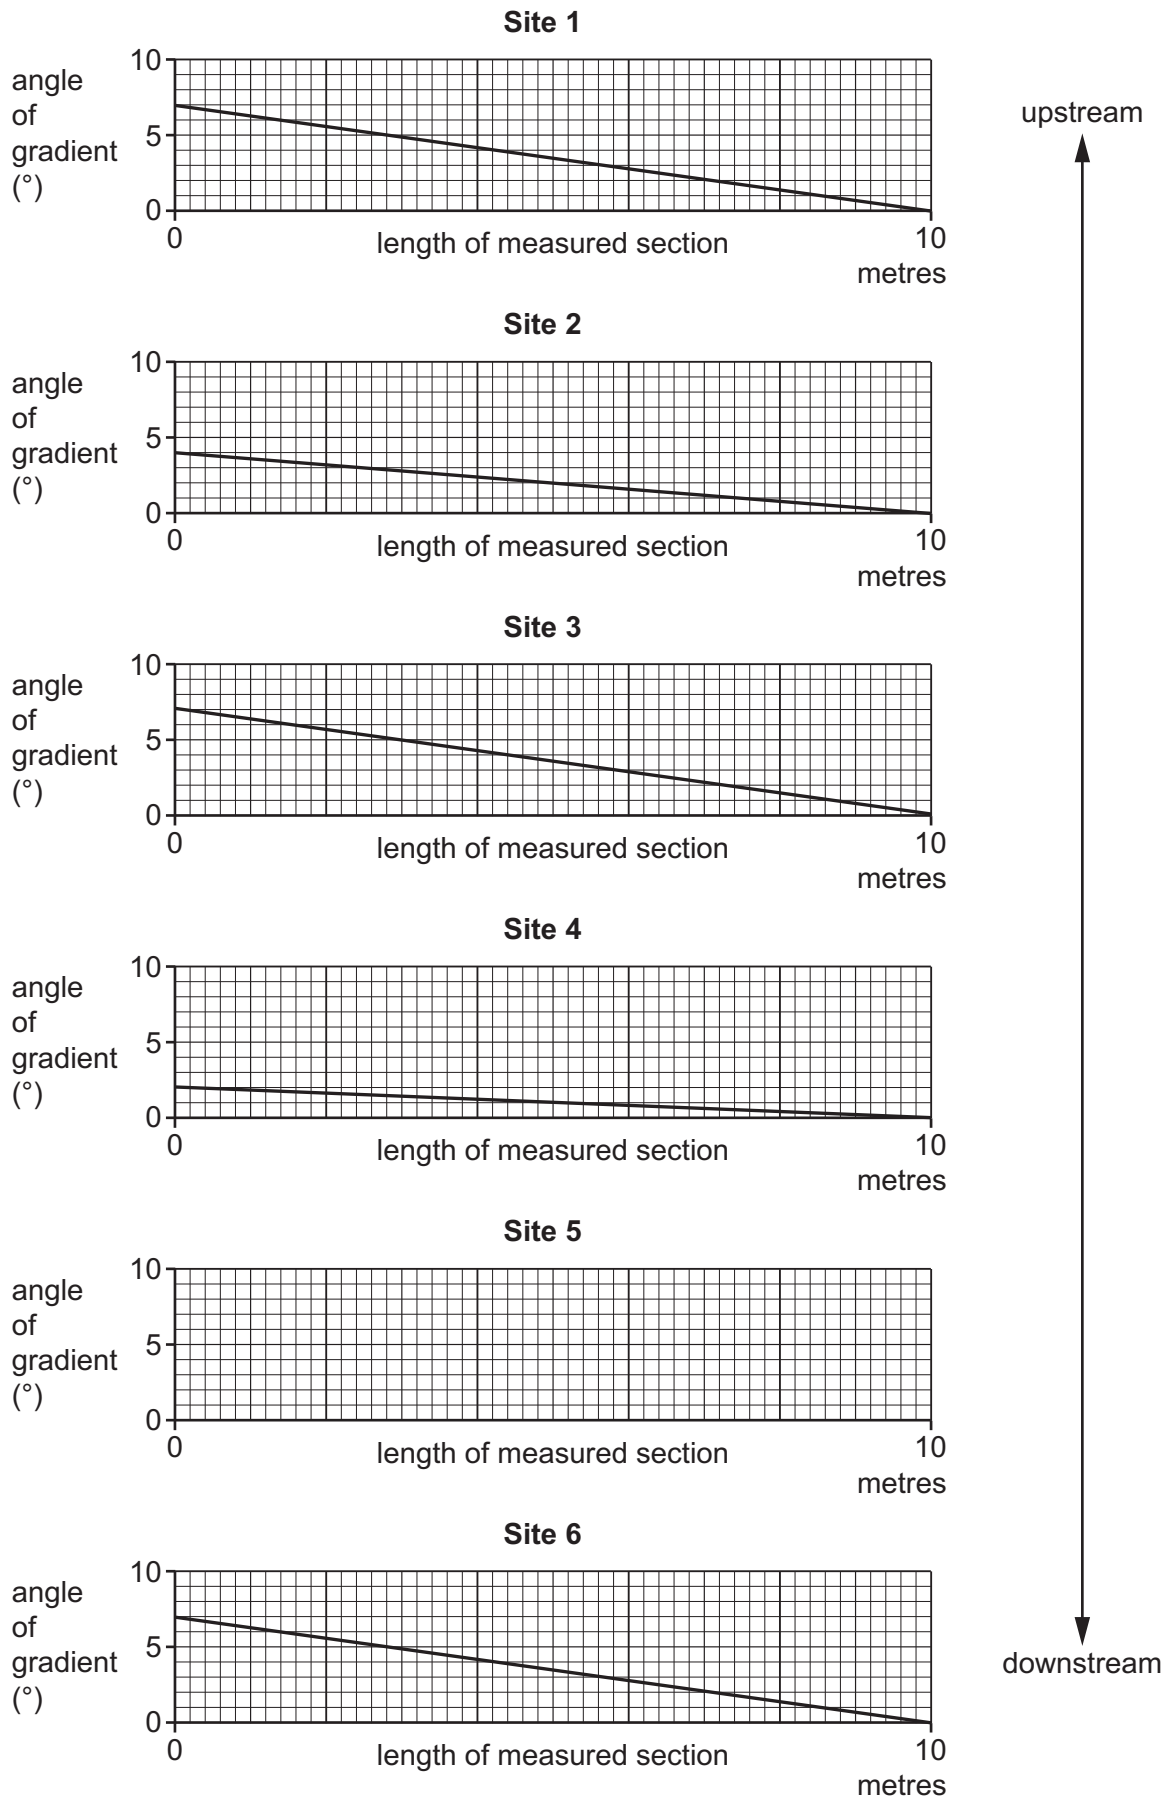 Site 1
angle
of
gradient
(°)
10
5
0
0
length of measured section
10
metres
upstream
Site 2
angle
of
gradient
(°)
10
5
0
0
length of measured section
10
metres
Site 3
angle
of
gradient
(°)
10
5
0
0
length of measured section
10
metres
Site 4
angle
of
gradient
(°)
10
5
0
0
length of measured section
10
metres
Site 5
angle
of
gradient
(°)
10
5
0
0
length of measured section
10
metres
Site 6
angle
of
gradient
(°)
10
5
0
0
length of measured section
10
metres
downstream